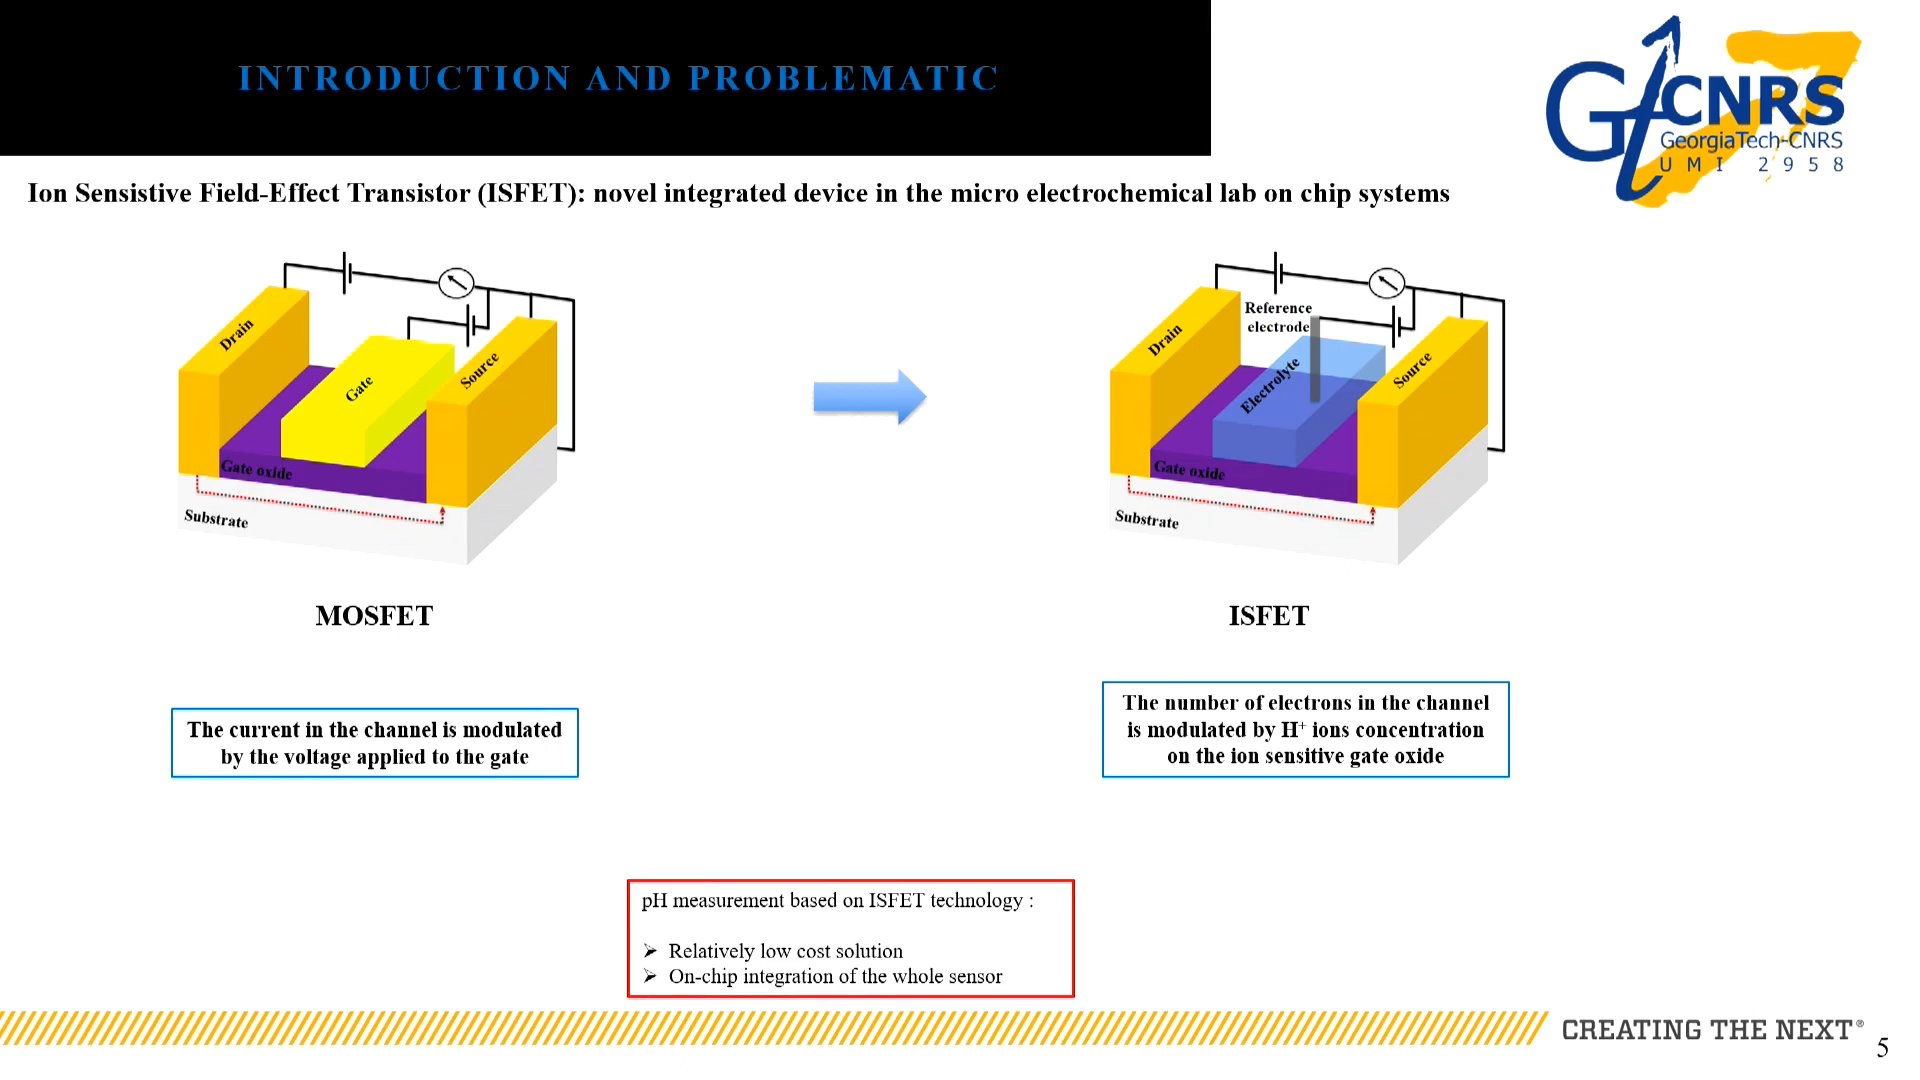 INTRODUCTION AND PROBLEMATIC
GtCNRS
GeorgiaTech-CNRS
UMI 2958
Ion Sensistive Field-Effect Transistor (ISFET): novel integrated device in the micro electrochemical lab on chip systems
Drain
Gate
Source
Gate oxide
Substrate
Reference
electrode
Drain
Electrolyte
Source
Gate oxide
Substrate
MOSFET
ISFET
The current in the channel is modulated
by the voltage applied to the gate
The number of electrons in the channel
is modulated by H⁺ ions concentration
on the ion sensitive gate oxide
pH measurement based on ISFET technology :
➢ Relatively low cost solution
➢ On-chip integration of the whole sensor
CREATING THE NEXT®
5